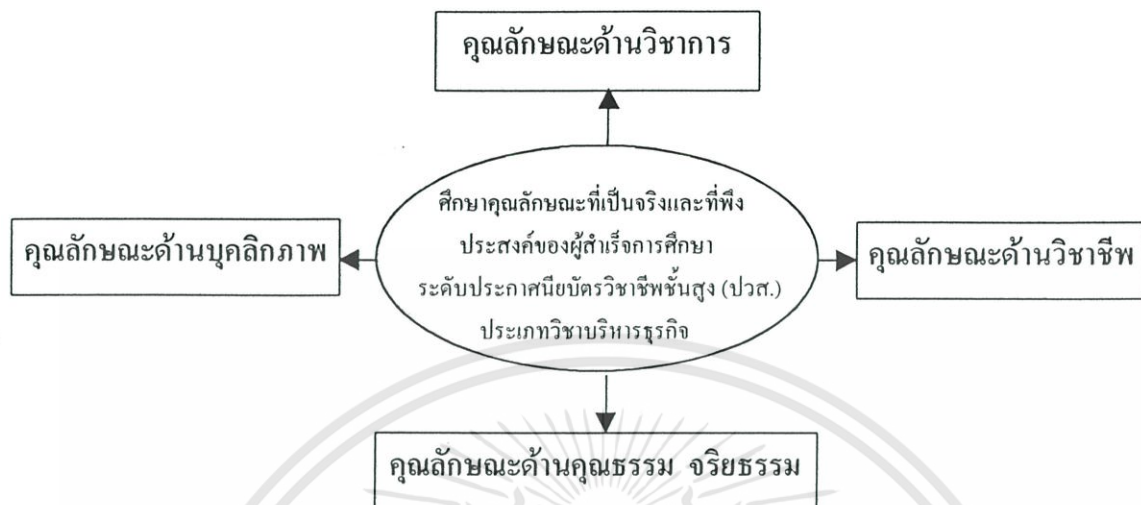 คุณลักษณะด้านวิชาการ
ศึกษาคุณลักษณะที่เป็นจริงและที่พึง
ประสงค์ของผู้สำเร็จการศึกษา
ระดับประกาศนียบัตรวิชาชีพชั้นสูง (ปวส.)
ประเภทวิชาบริหารธุรกิจ
คุณลักษณะด้านบุคลิกภาพ
คุณลักษณะด้านวิชาชีพ
คุณลักษณะด้านคุณธรรม จริยธรรม